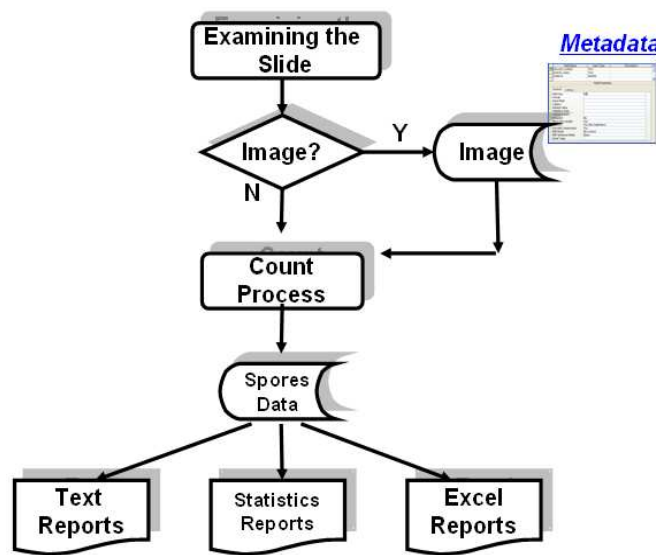 Examining the
Slide
Metadata
Image?
Y
Image
N
Count
Process
Spores
Data
Text
Reports
Statistics
Reports
Excel
Reports